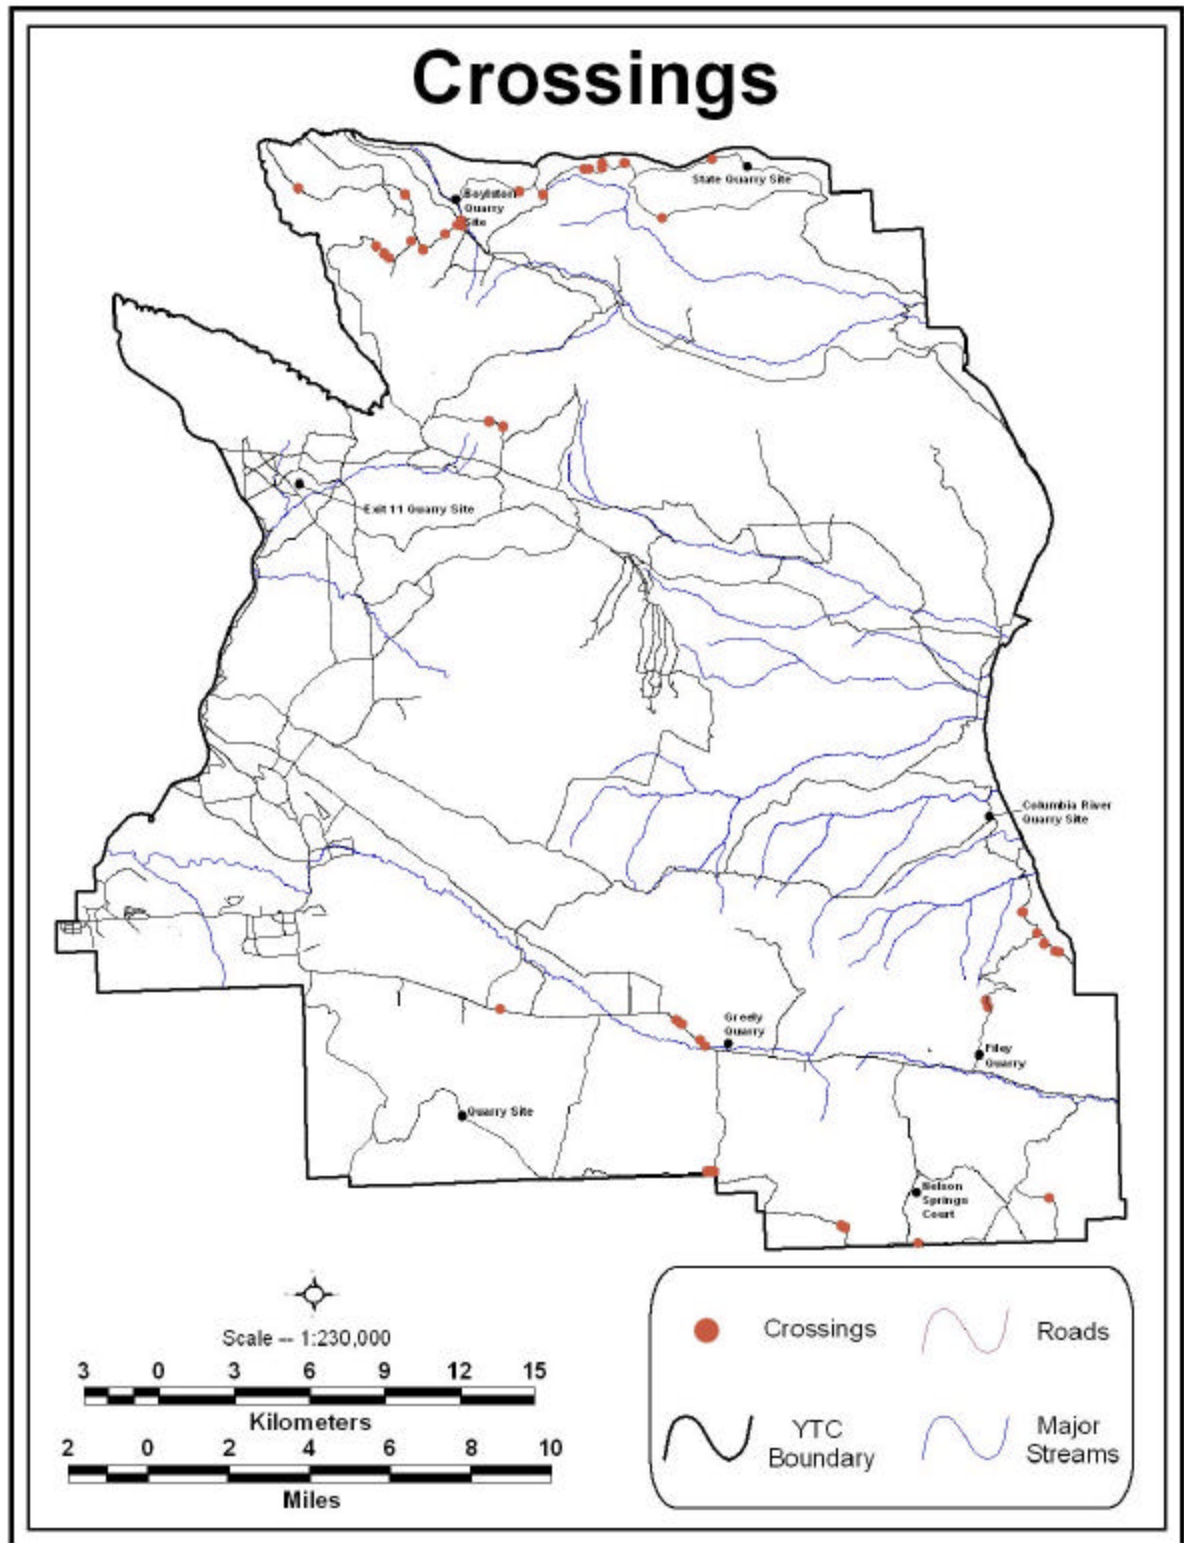 Crossings
State Quarry Site
Boylston
Quarry
Site
Exit 11 Quarry Site
Columbia River
Quarry Site
Greely
Quarry
Filey
Quarry
Quarry Site
Nelson
Springs
Court
Scale -- 1:230,000
3 0 3 6 9 12 15
Kilometers
2 0 2 4 6 8 10
Miles
Crossings
Roads
YTC
Boundary
Major
Streams